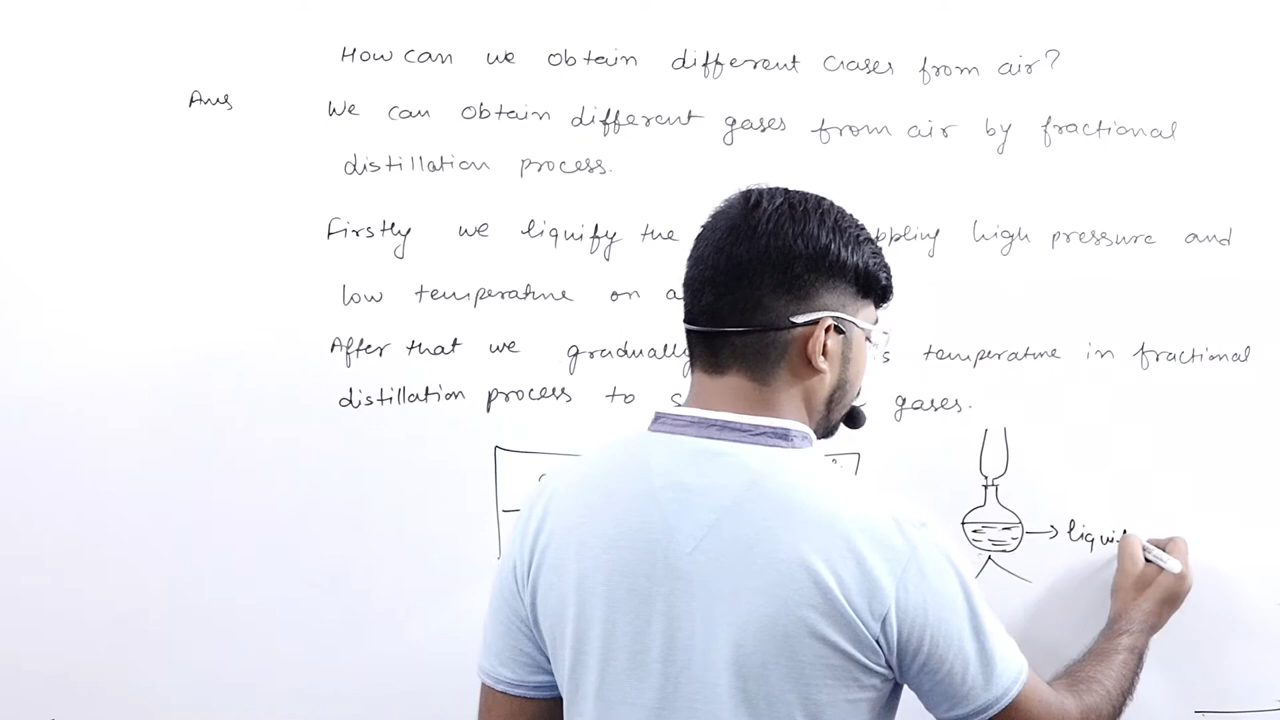 How can we obtain different Gases from air?
Ans
We can obtain different gases from air by fractional
distillation process.
Firstly we liquify the high pressure and
low temperature on
After that we gradually temperature in fractional
distillation process to gases.